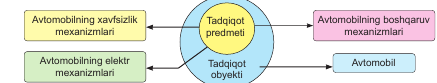 Avtomobilning xavfsizlik
mexanizmlari
Tadqiqot
predmeti
Avtomobilning boshqaruv
mexanizmlari
Avtomobilning elektr
mexanizmlari
Tadqiqot
obyekti
Avtomobil